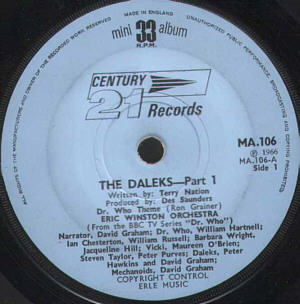 MADE IN ENGLAND
ALL RIGHTS OF THE MANUFACTURERS AND OWNER OF THE RECORDED WORK RESERVED
UNAUTHORIZED PUBLIC PERFORMANCE, BROADCASTING AND COPYING PROHIBITED
mini 33 album
R.P.M.
CENTURY
21 Records
MA.106
℗ 1966
MA.106-A
Side 1
THE DALEKS—Part 1
Written by: Terry Nation
Produced by: Des Saunders
Dr. Who Theme (Ron Grainer)
ERIC WINSTON ORCHESTRA
(From the BBC TV Series "Dr. Who")
Narrator, David Graham; Dr. Who, William Hartnell;
Ian Chesterton, William Russell; Barbara Wright,
Jacqueline Hill; Vicki, Maureen O'Brien;
Steven Taylor, Peter Purves; Daleks, Peter
Hawkins and David Graham;
Mechanoids, David Graham
COPYRIGHT CONTROL
ERLE MUSIC